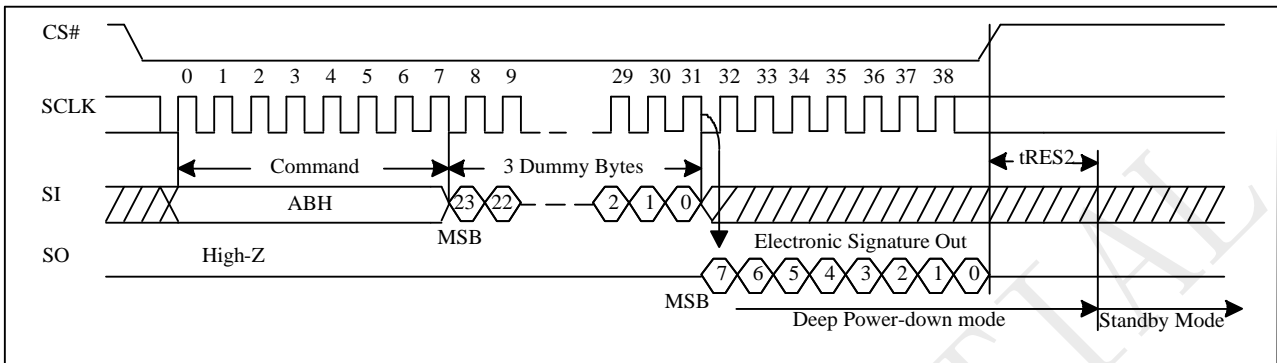 CS#
0 1 2 3 4 5 6 7 8 9 29 30 31 32 33 34 35 36 37 38
SCLK
Command 3 Dummy Bytes tRES2
SI ABH 23 22 2 1 0
MSB
SO High-Z Electronic Signature Out
7 6 5 4 3 2 1 0
MSB
Deep Power-down mode Standby Mode
TIAL